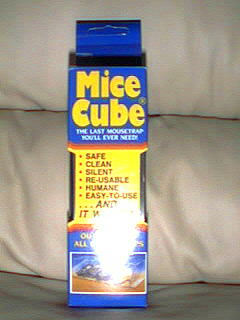 Mice
Cube®
THE LAST MOUSETRAP
YOU'LL EVER NEED!
• SAFE
• CLEAN
• SILENT
• RE-USABLE
• HUMANE
• EASY-TO-USE
. . . AND
IT
ALL